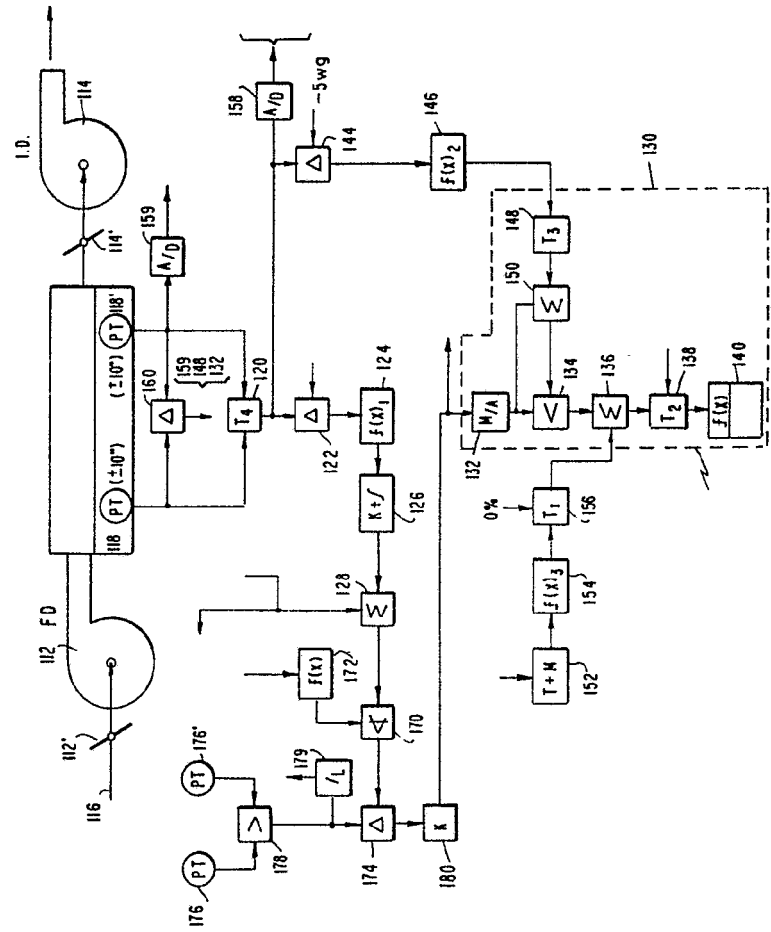 I.D.
114
114'
FD
112
112'
116
PT
118
(±10")
(±10")
PT
118'
A/D
159
Δ
160
159
148
132
T4
120
A/D
158
Δ
122
Δ
144
-5wg
f(x)1
124
f(x)2
146
K+∫
126
Σ
128
f(x)
172
∢
170
PT
176
PT
176'
>
178
/L
179
Δ
174
K
180
130
M/A
132
T3
148
Σ
150
<
134
Σ
136
T2
138
f(x)
140
0%
T1
156
f(x)3
154
T+M
152